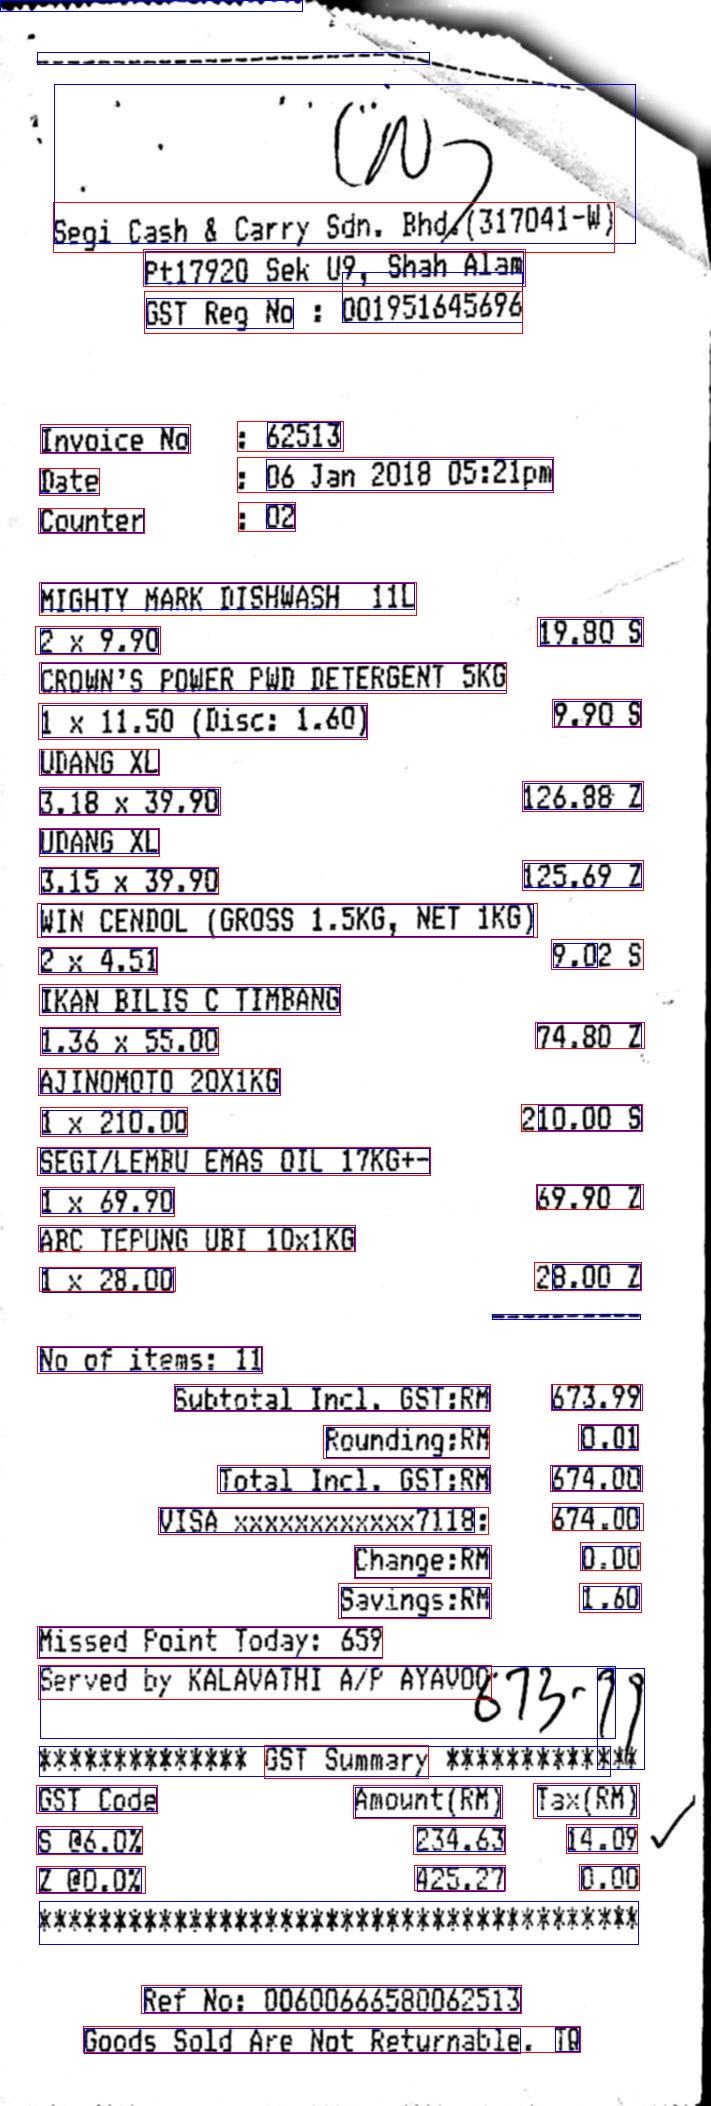 Segi Cash & Carry Sdn. Bhd.(317041-W)
Pt17920 Sek U9, Shah Alam
GST Reg No : 001951645696
Invoice No : 62513
Date : 06 Jan 2018 05:21pm
Counter : 02
MIGHTY MARK DISHWASH 11L
2 x 9.90 19.80 S
CROWN'S POWER PWD DETERGENT 5KG
1 x 11.50 (Disc: 1.60) 9.90 S
UDANG XL
3.18 x 39.90 126.88 Z
UDANG XL
3.15 x 39.90 125.69 Z
WIN CENDOL (GROSS 1.5KG, NET 1KG)
2 x 4.51 9.02 S
IKAN BILIS C TIMBANG
1.36 x 55.00 74.80 Z
AJINOMOTO 20X1KG
1 x 210.00 210.00 S
SEGI/LEMBU EMAS OIL 17KG+-
1 x 69.90 69.90 Z
ABC TEPUNG UBI 10x1KG
1 x 28.00 28.00 Z
No of items: 11
Subtotal Incl. GST:RM 673.99
Rounding:RM 0.01
Total Incl. GST:RM 674.00
VISA xxxxxxxxxxxx7118: 674.00
Change:RM 0.00
Savings:RM 1.60
Missed Point Today: 659
Served by KALAVATHI A/P AYAVOO 673-99
************* GST Summary *************
GST Code Amount(RM) Tax(RM)
S @6.0% 234.63 14.09
Z @0.0% 425.27 0.00
*****************************************
Ref No: 00600666580062513
Goods Sold Are Not Returnable. TQ